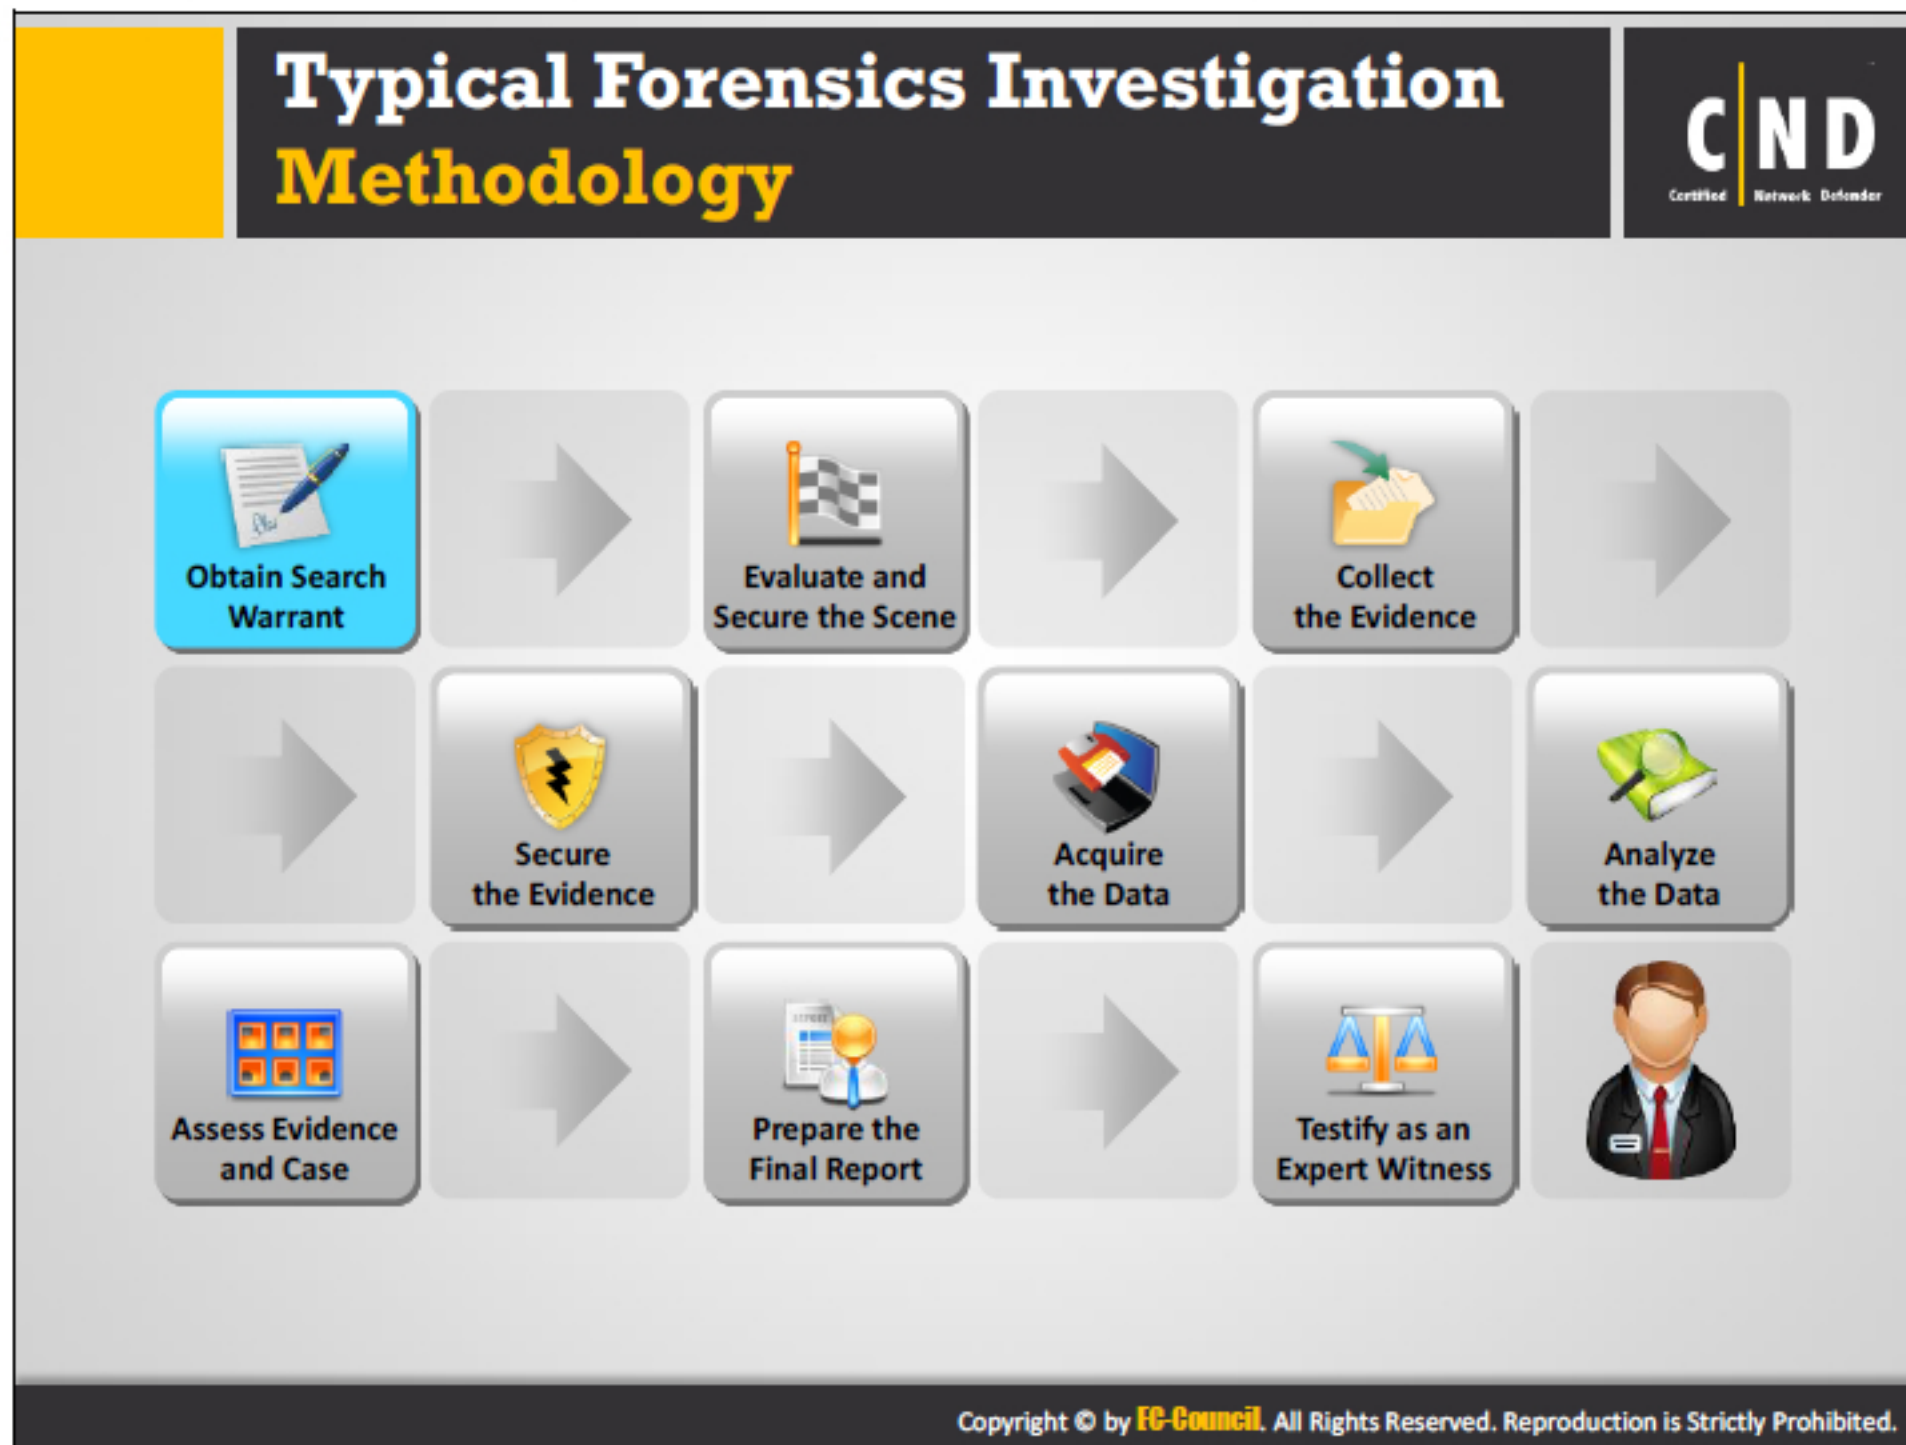 Typical Forensics Investigation
Methodology
C|ND
Certified Network Defender
Obtain Search
Warrant
Evaluate and
Secure the Scene
Collect
the Evidence
Secure
the Evidence
Acquire
the Data
Analyze
the Data
Assess Evidence
and Case
REPORT
Prepare the
Final Report
Testify as an
Expert Witness
Copyright © by EC-Council. All Rights Reserved. Reproduction is Strictly Prohibited.